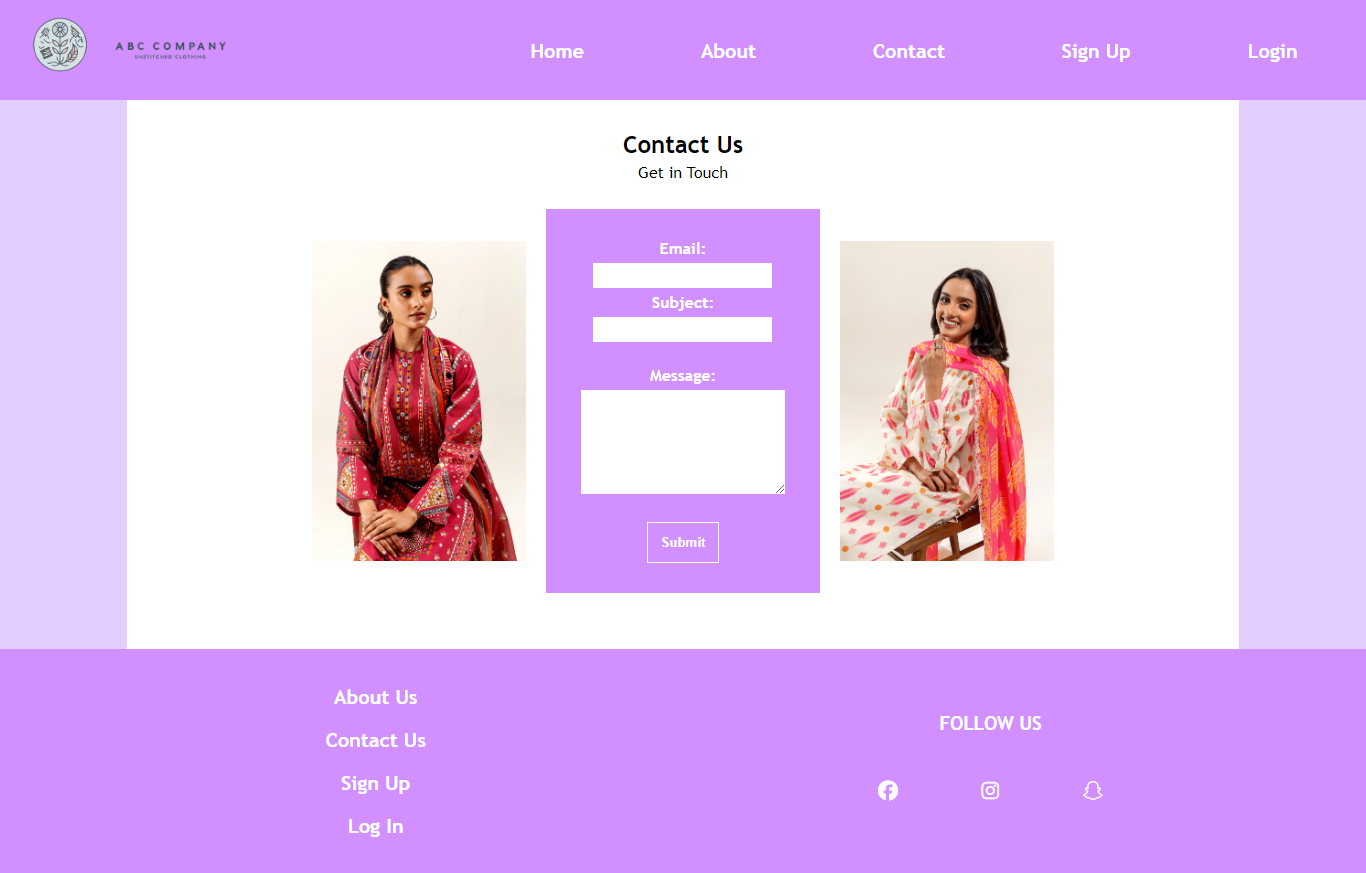 ABC COMPANY
UNSTITCHED CLOTHING
Home
About
Contact
Sign Up
Login
Contact Us
Get in Touch
Email:
Subject:
Message:
Submit
About Us
Contact Us
Sign Up
Log In
FOLLOW US